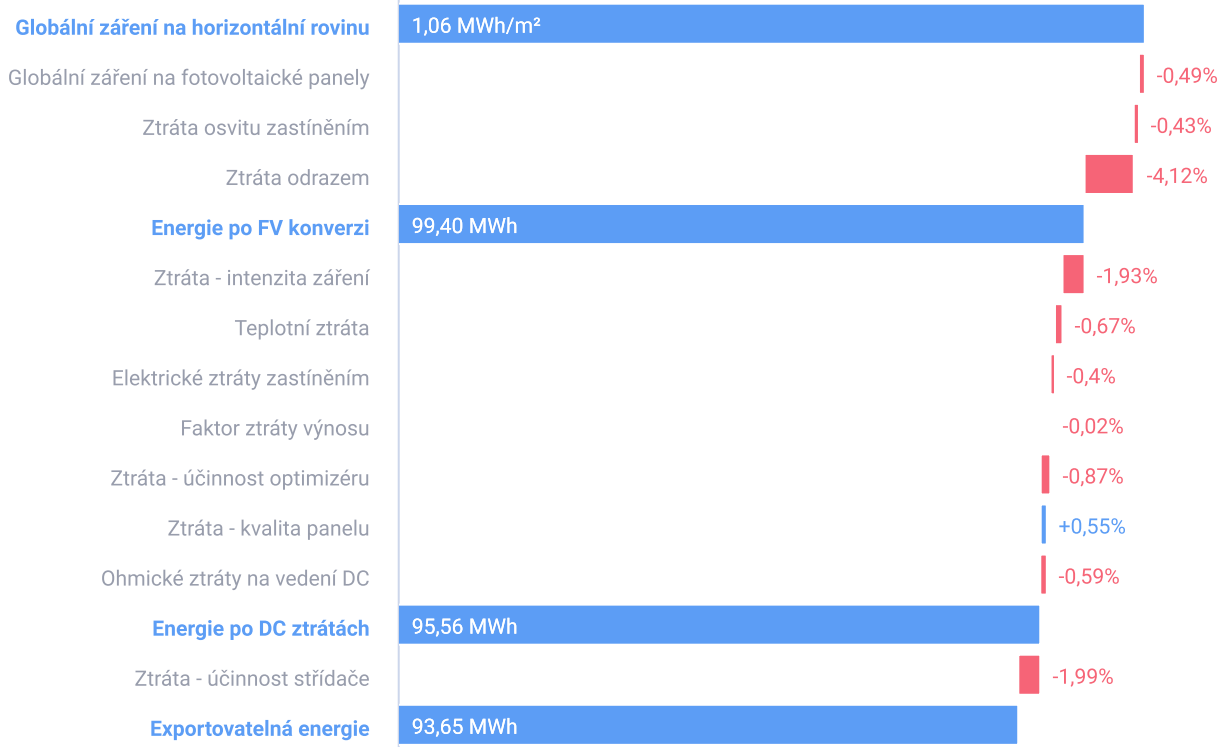 Globální záření na horizontální rovinu 1,06 MWh/m²
Globální záření na fotovoltaické panely -0,49%
Ztráta osvitu zastíněním -0,43%
Ztráta odrazem -4,12%
Energie po FV konverzi 99,40 MWh
Ztráta - intenzita záření -1,93%
Teplotní ztráta -0,67%
Elektrické ztráty zastíněním -0,4%
Faktor ztráty výnosu -0,02%
Ztráta - účinnost optimizéru -0,87%
Ztráta - kvalita panelu +0,55%
Ohmické ztráty na vedení DC -0,59%
Energie po DC ztrátách 95,56 MWh
Ztráta - účinnost střídače -1,99%
Exportovatelná energie 93,65 MWh